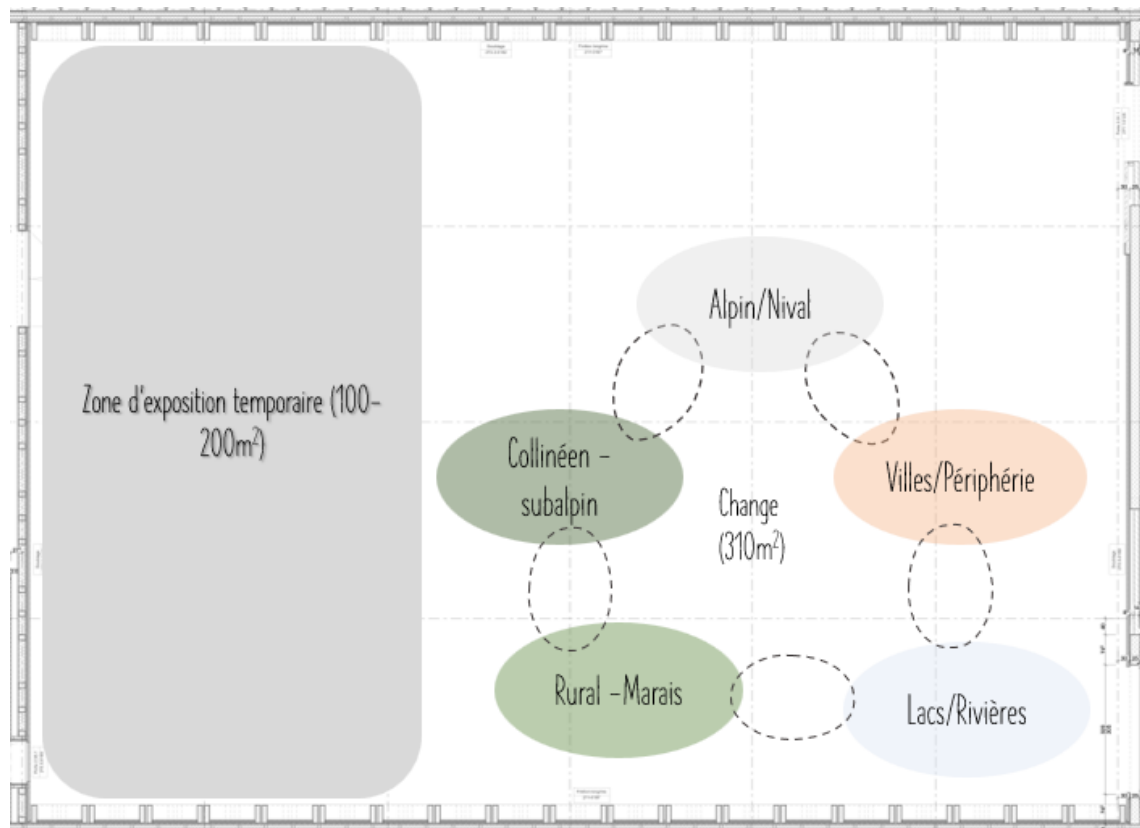 Alpin/Nival
Zone d'exposition temporaire (100–
200m²)
Collinéen –
subalpin
Villes/Périphérie
Change
(310m²)
Rural –Marais
Lacs/Rivières